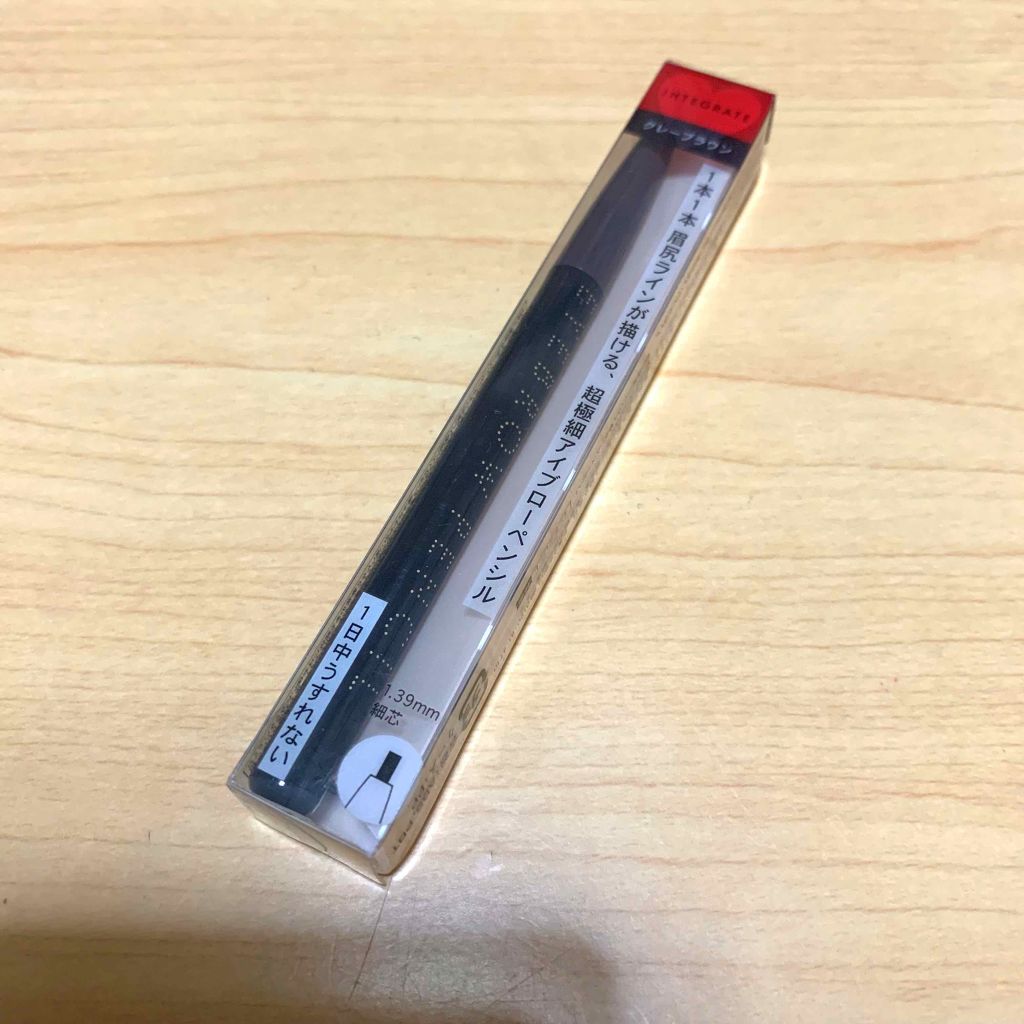 INTEGRATE
グレーブラウン
1本1本 眉尻ラインが描ける、超極細アイブローペンシル
1日中うすれない
1.39mm
細芯